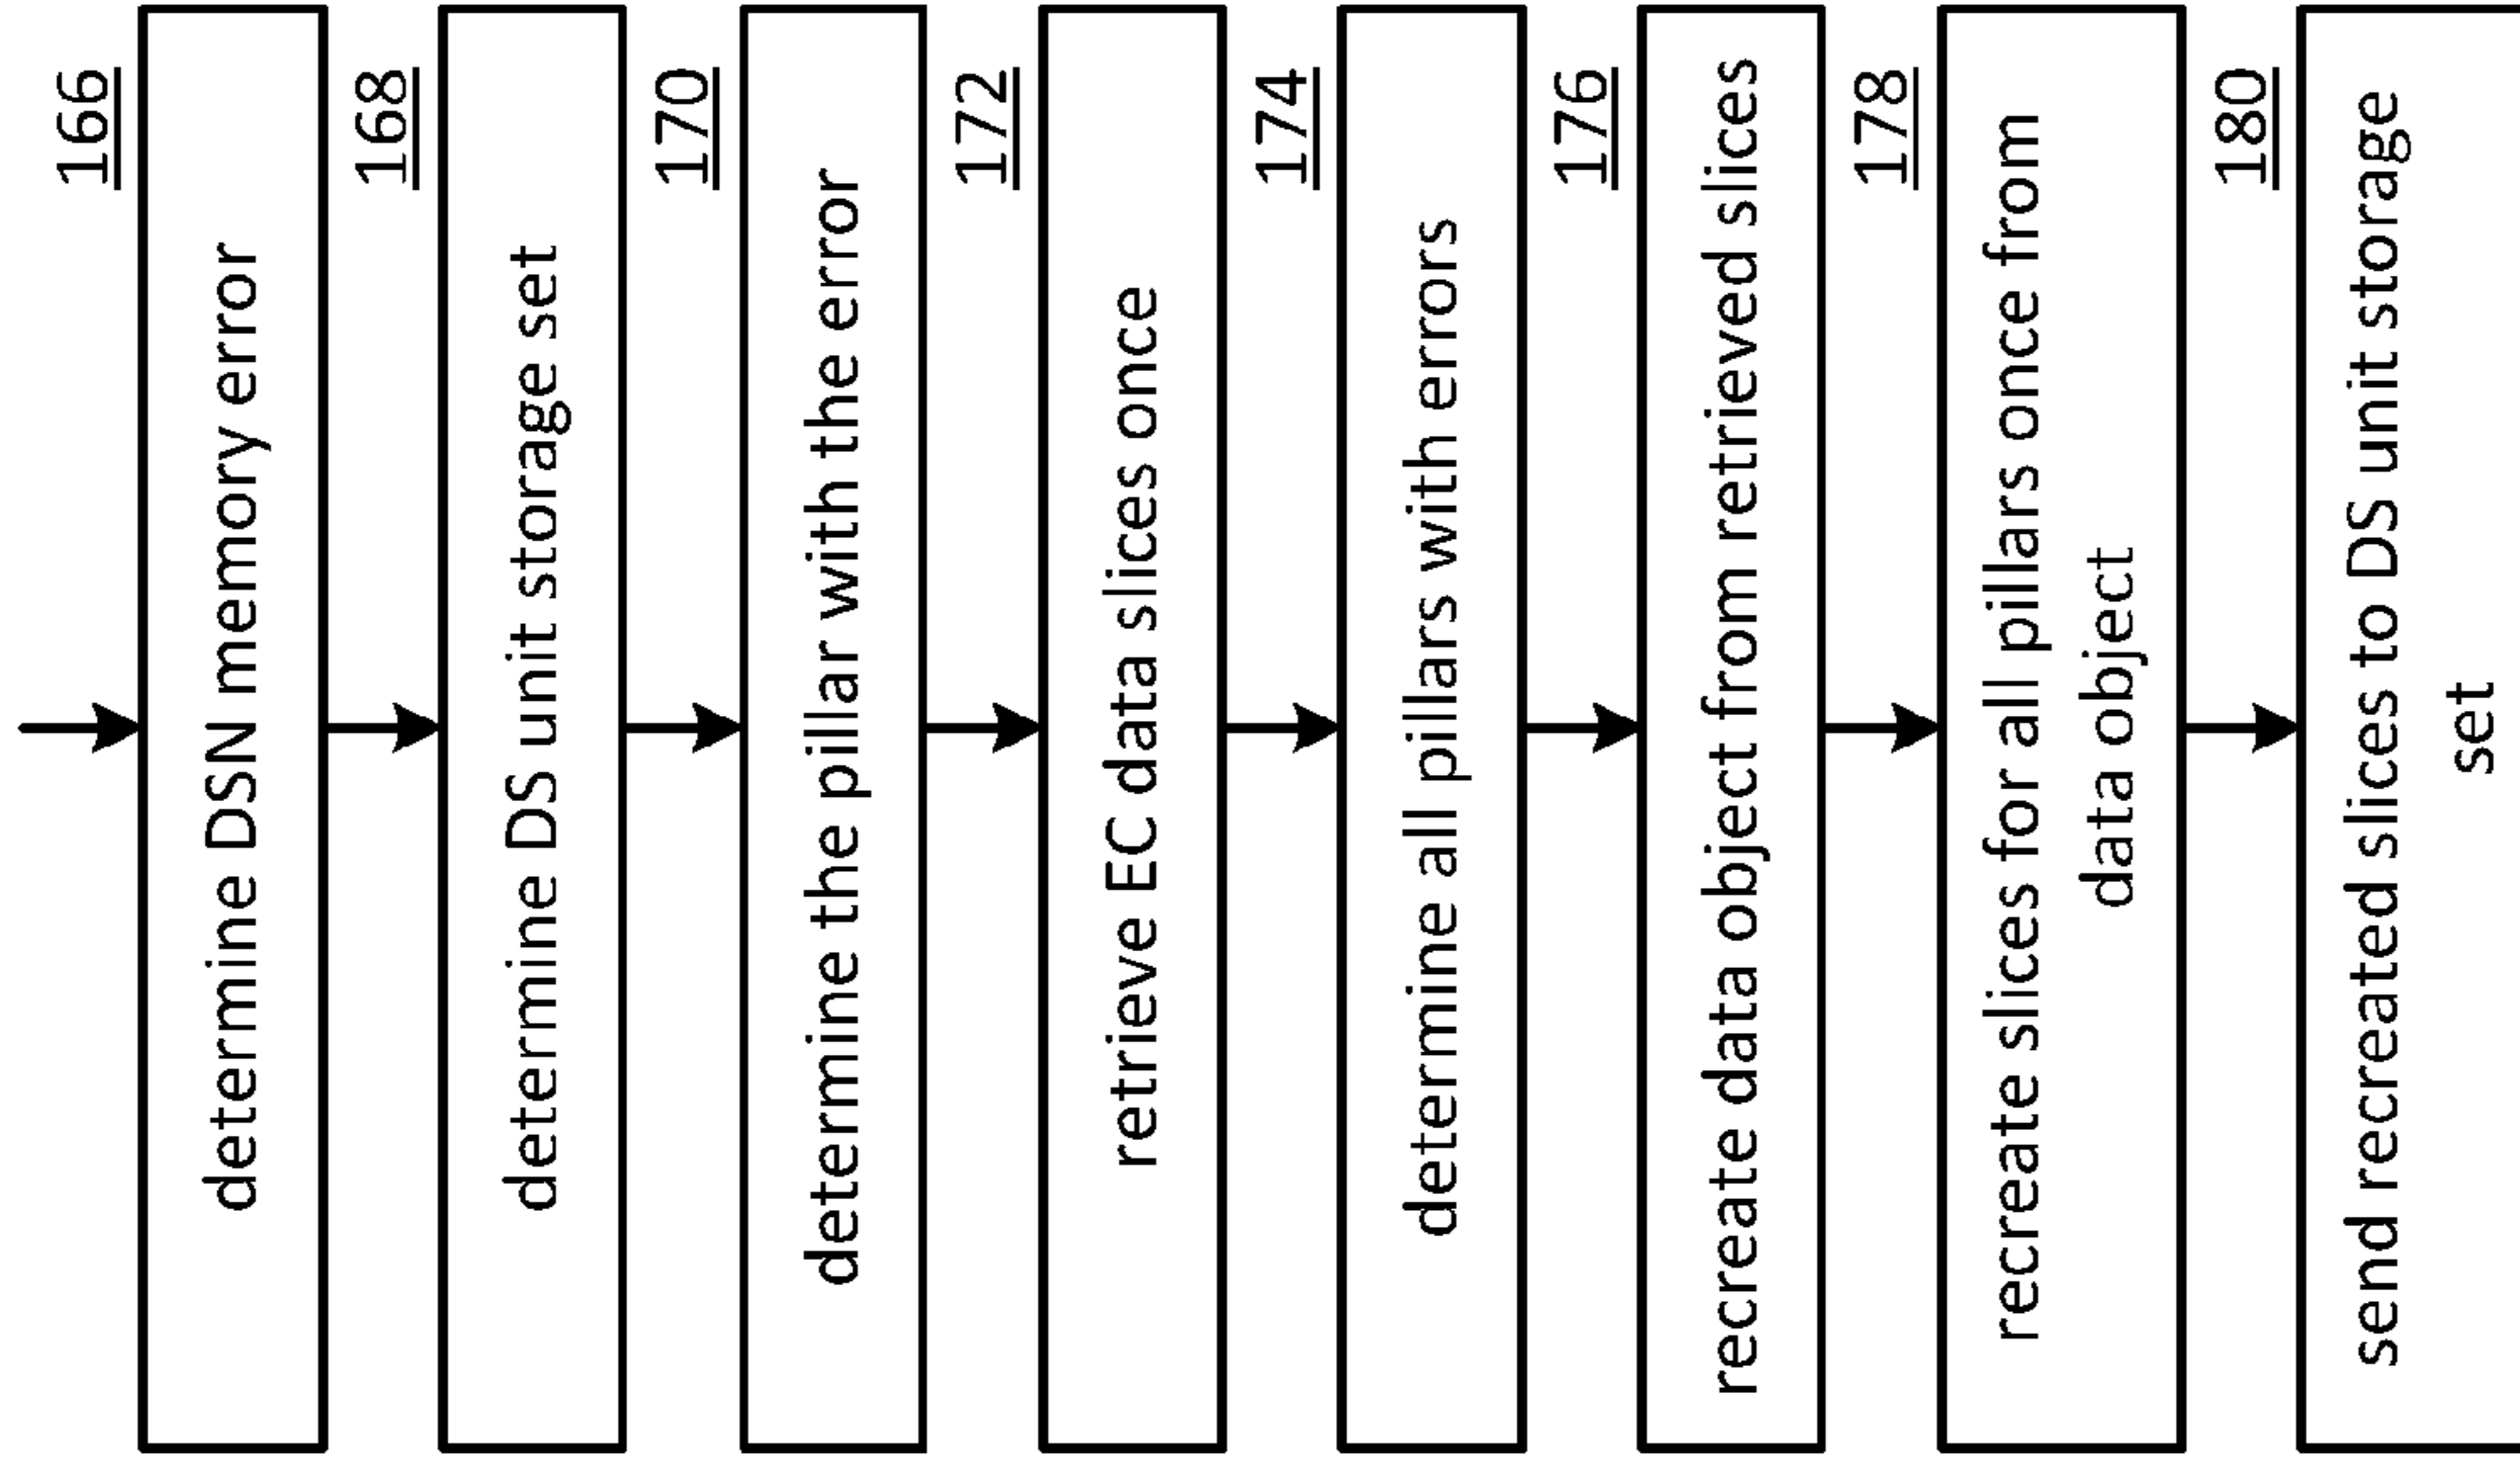 166
determine DSN memory error
168
determine DS unit storage set
170
determine the pillar with the error
172
retrieve EC data slices once
174
determine all pillars with errors
176
recreate data object from retrieved slices
178
recreate slices for all pillars once from
data object
180
send recreated slices to DS unit storage
set